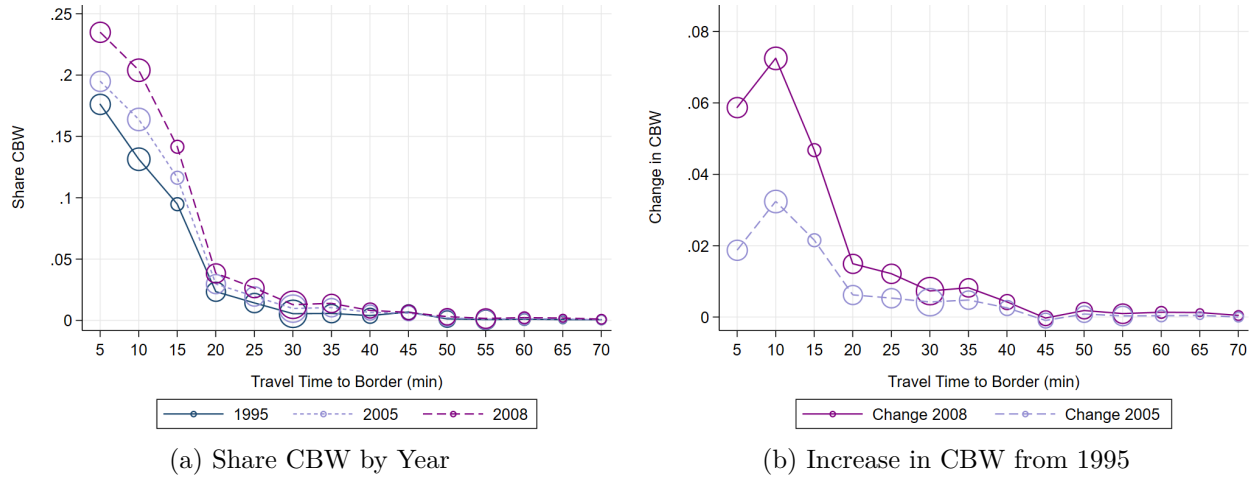 .25
.2
.15
.1
.05
0
Share CBW
5 10 15 20 25 30 35 40 45 50 55 60 65 70
Travel Time to Border (min)
1995 2005 2008
(a) Share CBW by Year
.08
.06
.04
.02
0
Change in CBW
5 10 15 20 25 30 35 40 45 50 55 60 65 70
Travel Time to Border (min)
Change 2008 Change 2005
(b) Increase in CBW from 1995